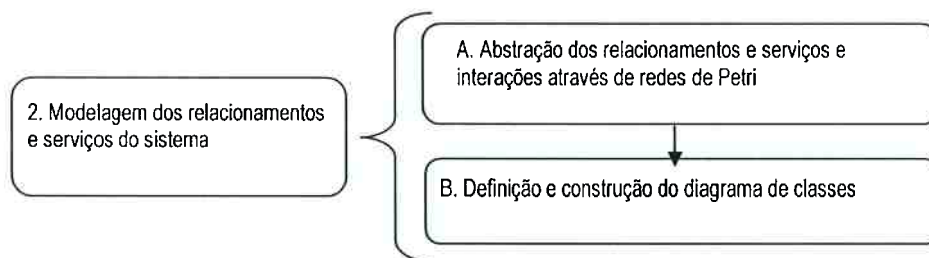 A. Abstração dos relacionamentos e serviços e
interações através de redes de Petri
2. Modelagem dos relacionamentos
e serviços do sistema
B. Definição e construção do diagrama de classes